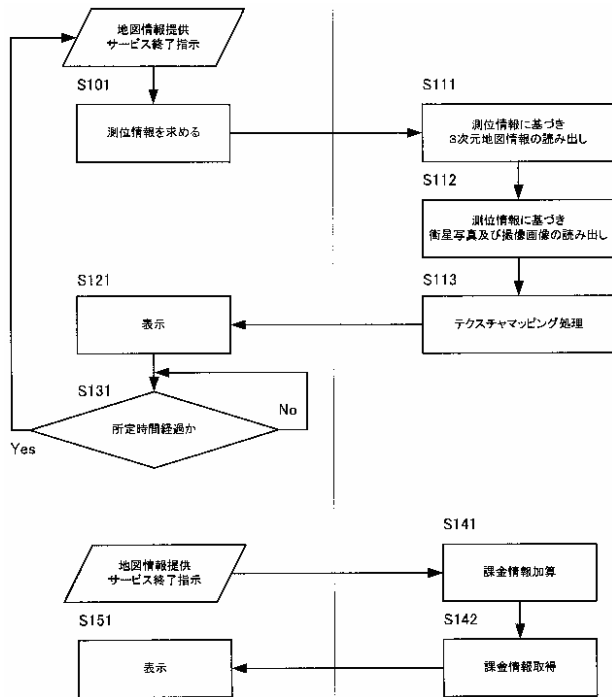 地図情報提供
サービス終了指示
S101
測位情報を求める
S111
測位情報に基づき
3次元地図情報の読み出し
S112
測位情報に基づき
衛星写真及び撮像画像の読み出し
S113
テクスチャマッピング処理
S121
表示
S131
所定時間経過か
No
Yes
地図情報提供
サービス終了指示
S141
課金情報加算
S142
課金情報取得
S151
表示